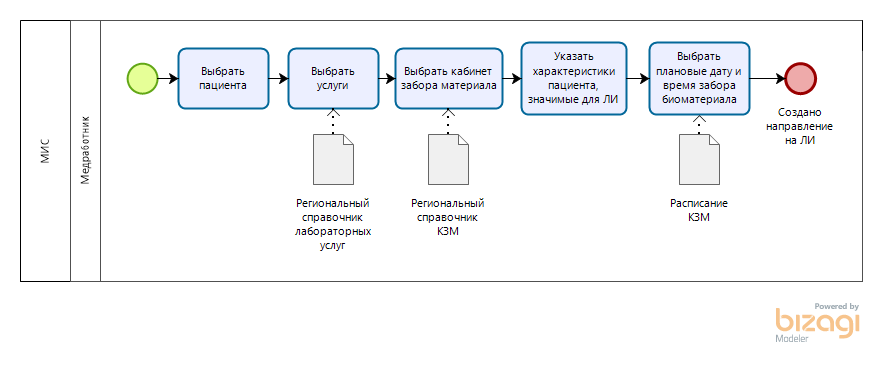 МИС
Медработник
Выбрать
пациента
Выбрать
услуги
Выбрать кабинет
забора материала
Указать
характеристики
пациента,
значимые для ЛИ
Выбрать
плановые дату и
время забора
биоматериала
Создано
направление
на ЛИ
Региональный
справочник
лабораторных
услуг
Региональный
справочник
КЗМ
Расписание
КЗМ
Powered by
bizagi
Modeler